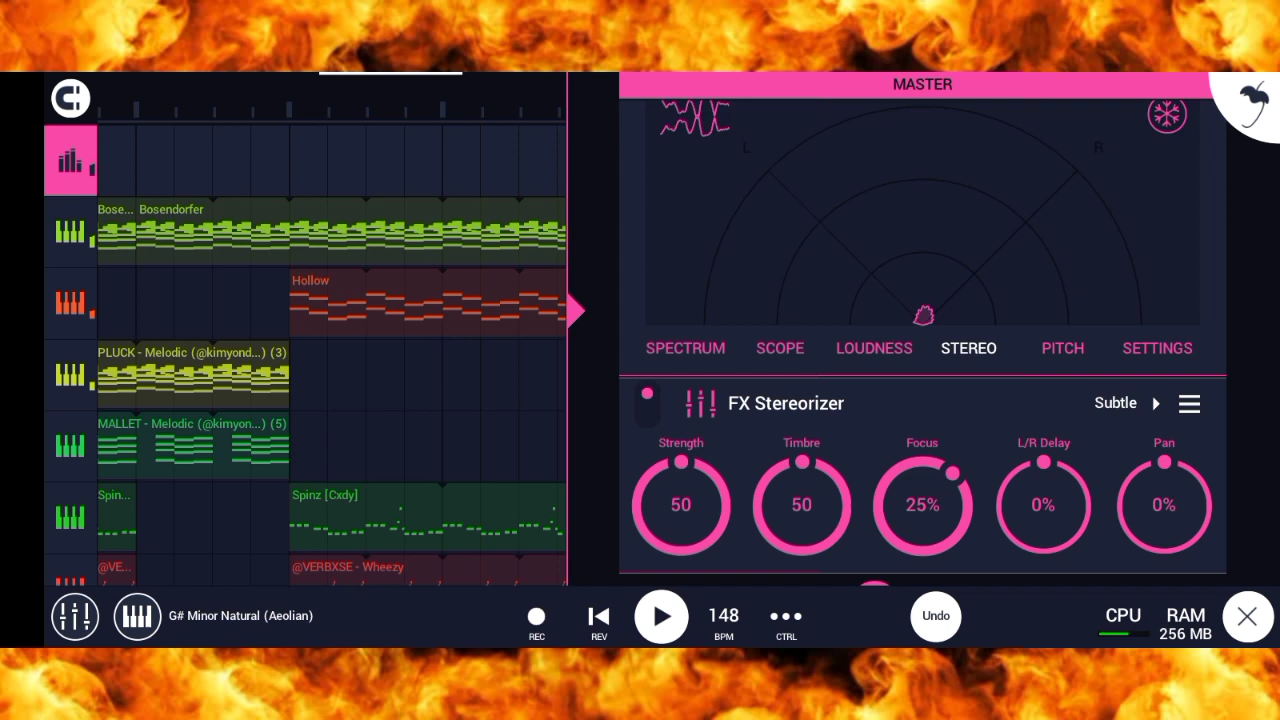 MASTER
L
R
Bose... Bosendorfer
Hollow
PLUCK - Melodic (@kimyond...) (3)
MALLET - Melodic (@kimyon...) (5)
Spin...
Spinz [Cxdy]
@VE...
@VERBXSE - Wheezy
SPECTRUM SCOPE LOUDNESS STEREO PITCH SETTINGS
FX Stereorizer
Subtle
Strength Timbre Focus L/R Delay Pan
50 50 25% 0% 0%
G# Minor Natural (Aeolian)
REC
REV
148
BPM
CTRL
Undo
CPU RAM
256 MB